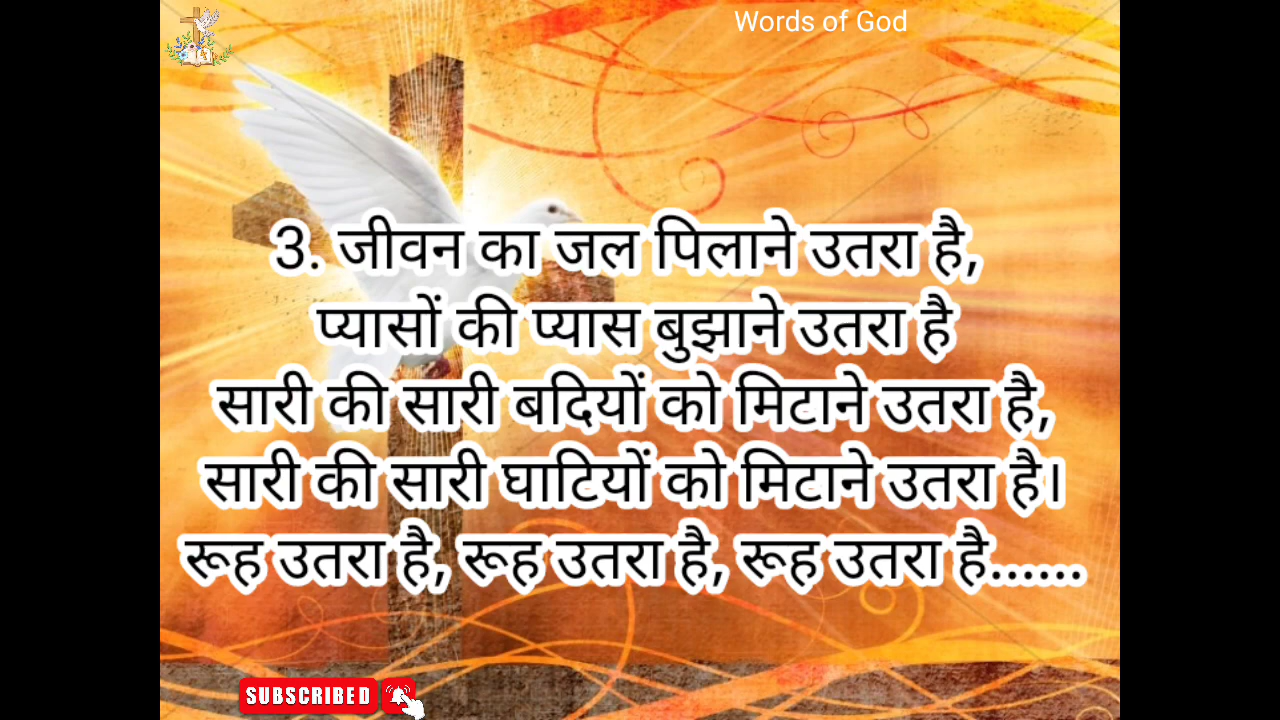 Words of God
3. जीवन का जल पिलाने उतरा है,
प्यासों की प्यास बुझाने उतरा है
सारी की सारी बदियों को मिटाने उतरा है,
सारी की सारी घाटियों को मिटाने उतरा है।
रूह उतरा है, रूह उतरा है, रूह उतरा है......
SUBSCRIBED